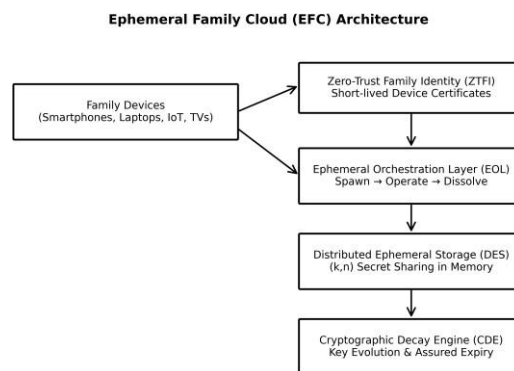 Ephemeral Family Cloud (EFC) Architecture
Family Devices
(Smartphones, Laptops, IoT, TVs)
Zero-Trust Family Identity (ZTFI)
Short-lived Device Certificates
Ephemeral Orchestration Layer (EOL)
Spawn → Operate → Dissolve
Distributed Ephemeral Storage (DES)
(k,n) Secret Sharing in Memory
Cryptographic Decay Engine (CDE)
Key Evolution & Assured Expiry